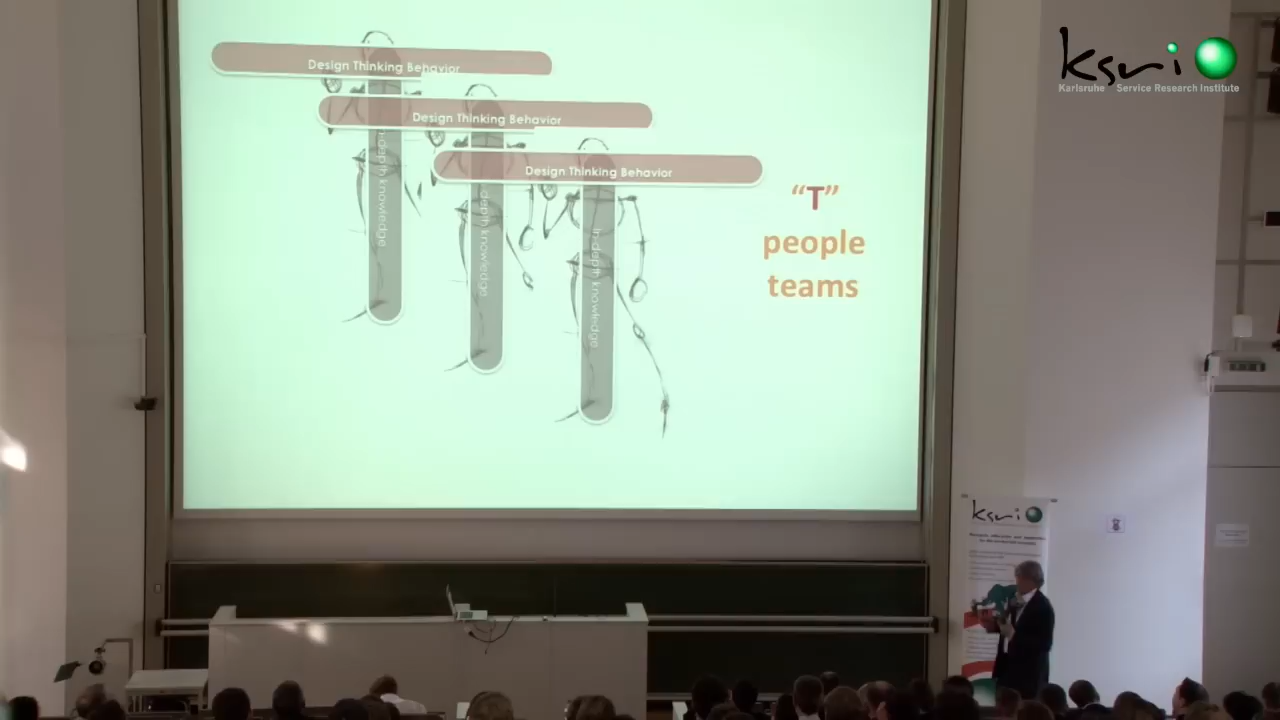 Design Thinking Behavior
Design Thinking Behavior
Design Thinking Behavior
depth knowledge
depth knowledge
In-depth knowledge
“T”
people
teams
ksri
Karlsruhe Service Research Institute
ksri